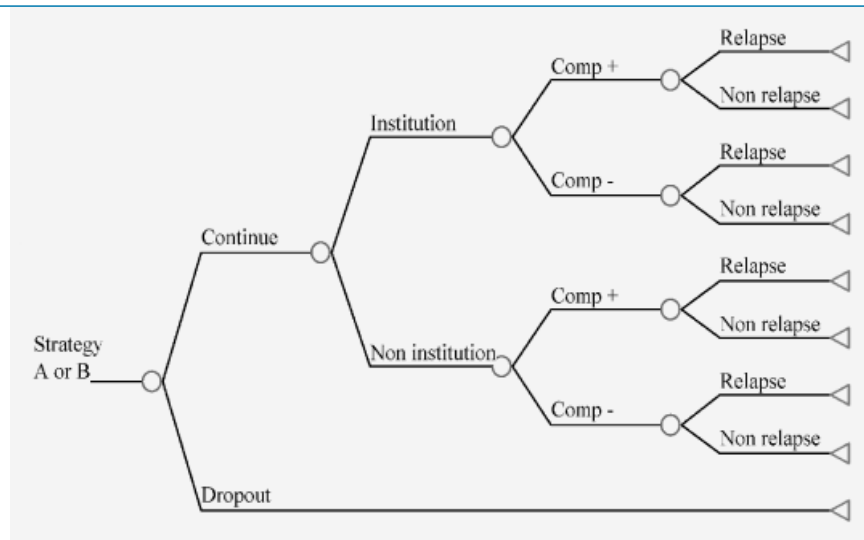 Relapse
Comp +
Non relapse
Institution
Relapse
Comp -
Non relapse
Continue
Relapse
Comp +
Non relapse
Strategy
A or B
Non institution
Relapse
Comp -
Non relapse
Dropout